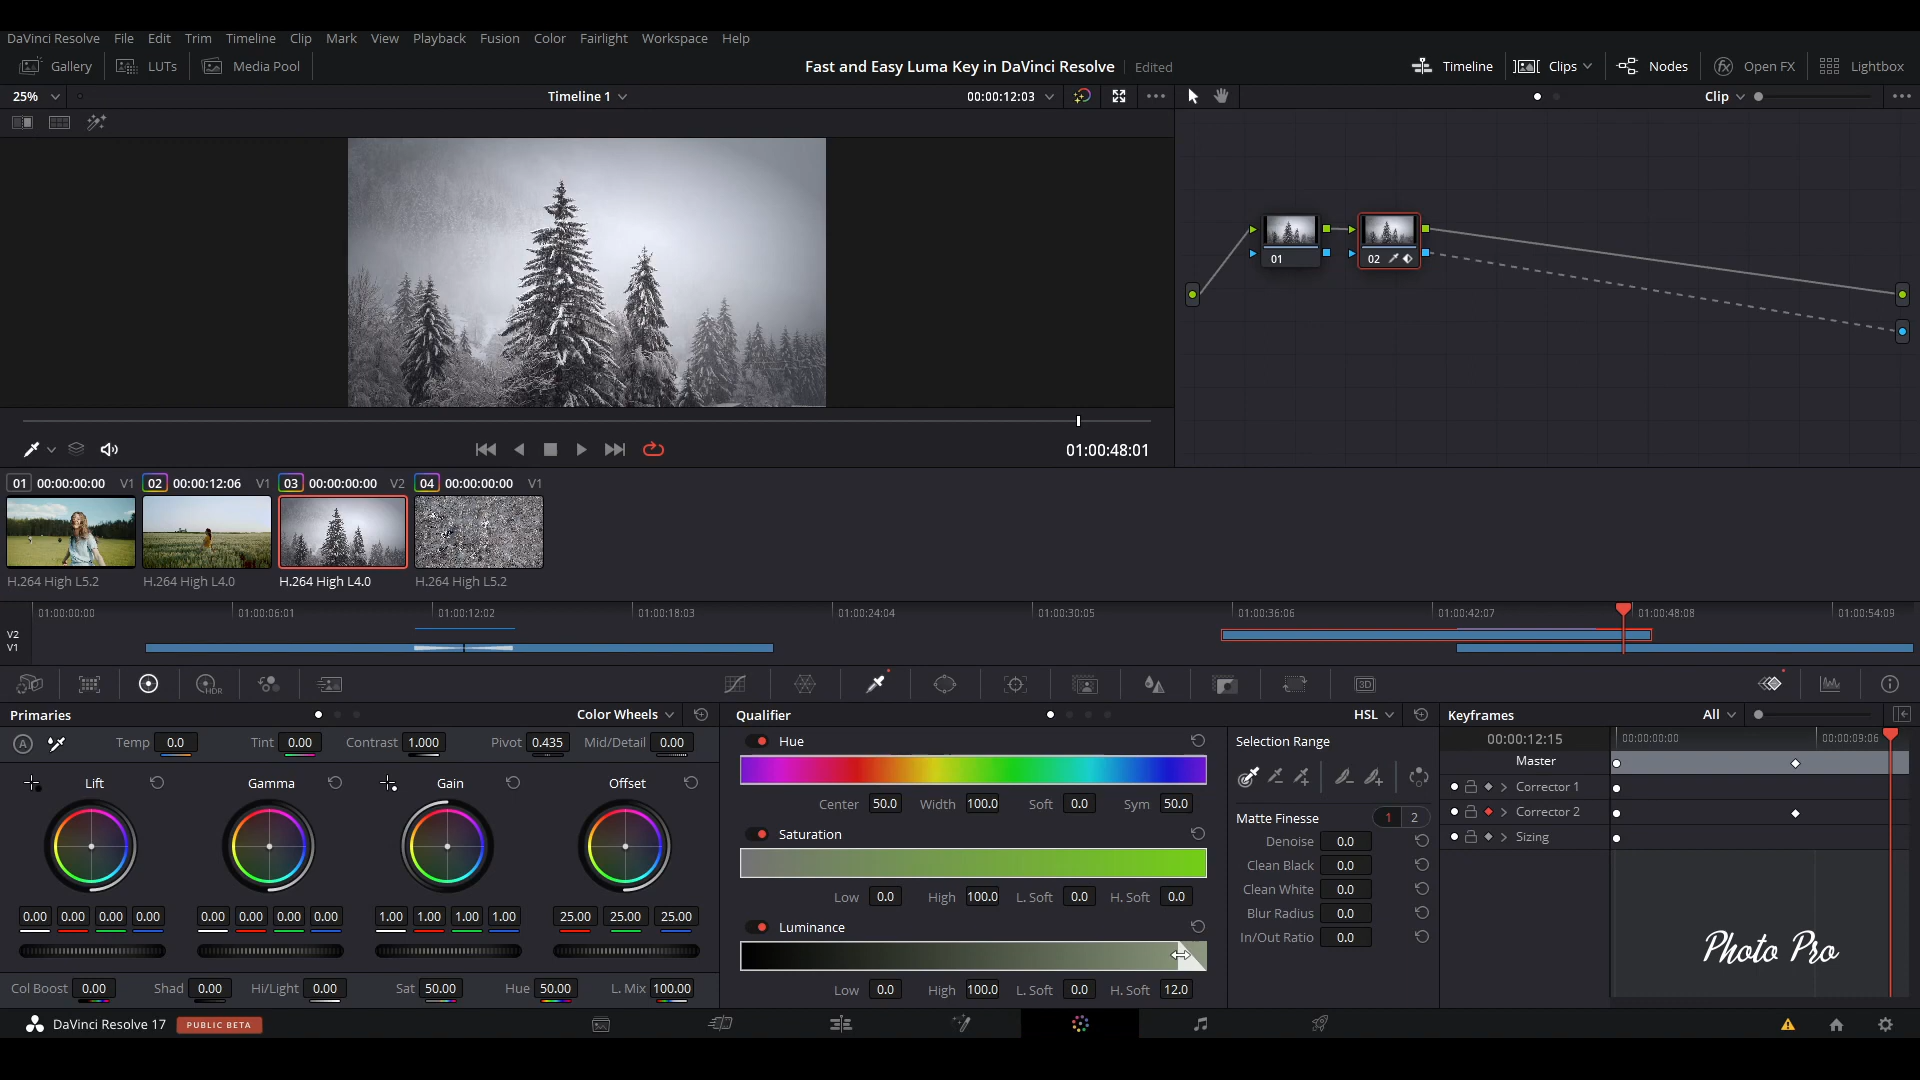 DaVinci Resolve File Edit Trim Timeline Clip Mark View Playback Fusion Color Fairlight Workspace Help
Gallery LUTs Media Pool Fast and Easy Luma Key in DaVinci Resolve Edited Timeline Clips Nodes Open FX Lightbox
25% Timeline 1 00:00:12:03 Clip
01 02
01:00:48:01
01 00:00:00:00 V1 02 00:00:12:06 V1 03 00:00:00:00 V2 04 00:00:00:00 V1
H.264 High L5.2 H.264 High L4.0 H.264 High L4.0 H.264 High L5.2
01:00:00:00 01:00:06:01 01:00:12:02 01:00:18:03 01:00:24:04 01:00:30:05 01:00:36:06 01:00:42:07 01:00:48:08 01:00:54:09
V2
V1
HDR 3D
Primaries Color Wheels Qualifier HSL Keyframes All
A Temp 0.0 Tint 0.00 Contrast 1.000 Pivot 0.435 Mid/Detail 0.00
Hue Selection Range 00:00:12:15 00:00:00:00 00:00:09:06
Master
Lift Gamma Gain Offset
Corrector 1
Center 50.0 Width 100.0 Soft 0.0 Sym 50.0
Matte Finesse 1 2 Corrector 2
Saturation Denoise 0.0 Sizing
Clean Black 0.0
Clean White 0.0
Low 0.0 High 100.0 L. Soft 0.0 H. Soft 0.0
0.00 0.00 0.00 0.00 0.00 0.00 0.00 0.00 1.00 1.00 1.00 1.00 25.00 25.00 25.00
Blur Radius 0.0
Luminance In/Out Ratio 0.0
Photo Pro
Col Boost 0.00 Shad 0.00 Hi/Light 0.00 Sat 50.00 Hue 50.00 L. Mix 100.00
Low 0.0 High 100.0 L. Soft 0.0 H. Soft 12.0
DaVinci Resolve 17 PUBLIC BETA